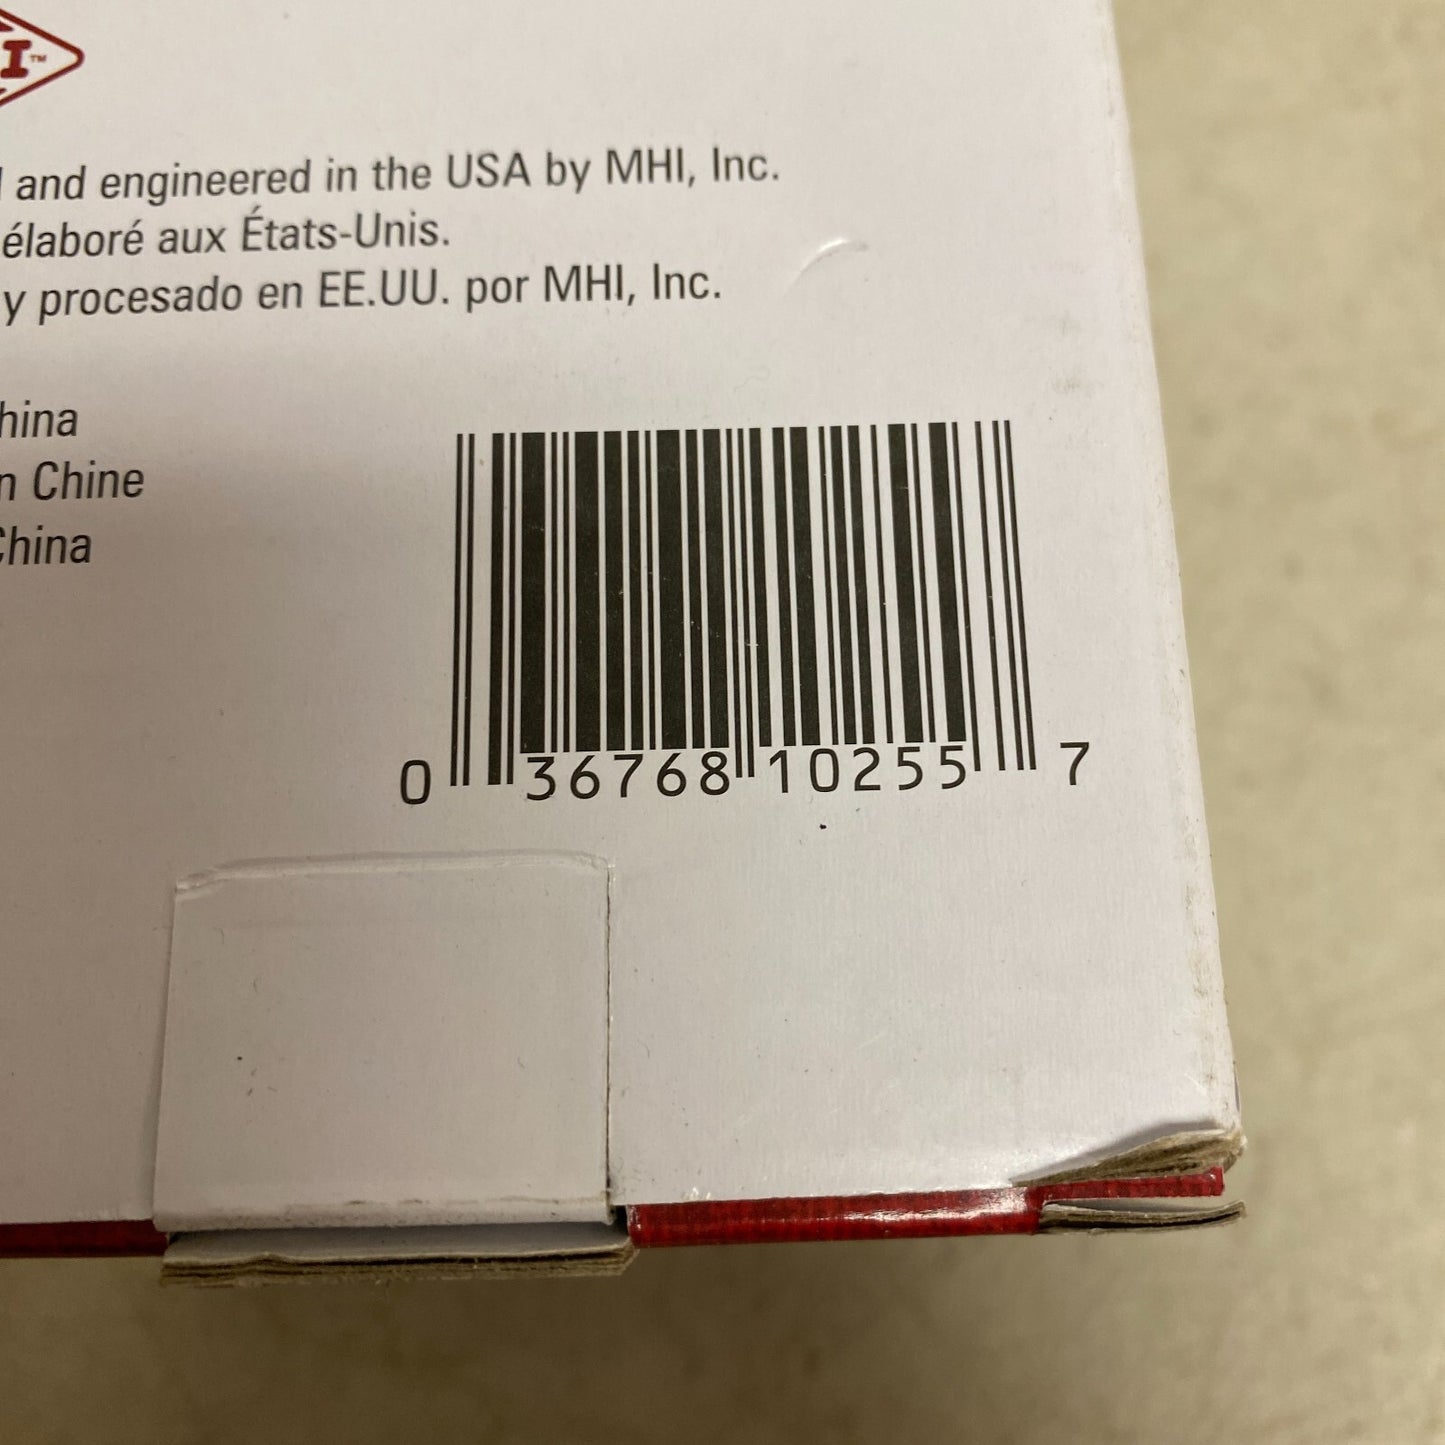 I™
and engineered in the USA by MHI, Inc.
élaboré aux États-Unis.
y procesado en EE.UU. por MHI, Inc.
hina
n Chine
China
0 36768 10255 7